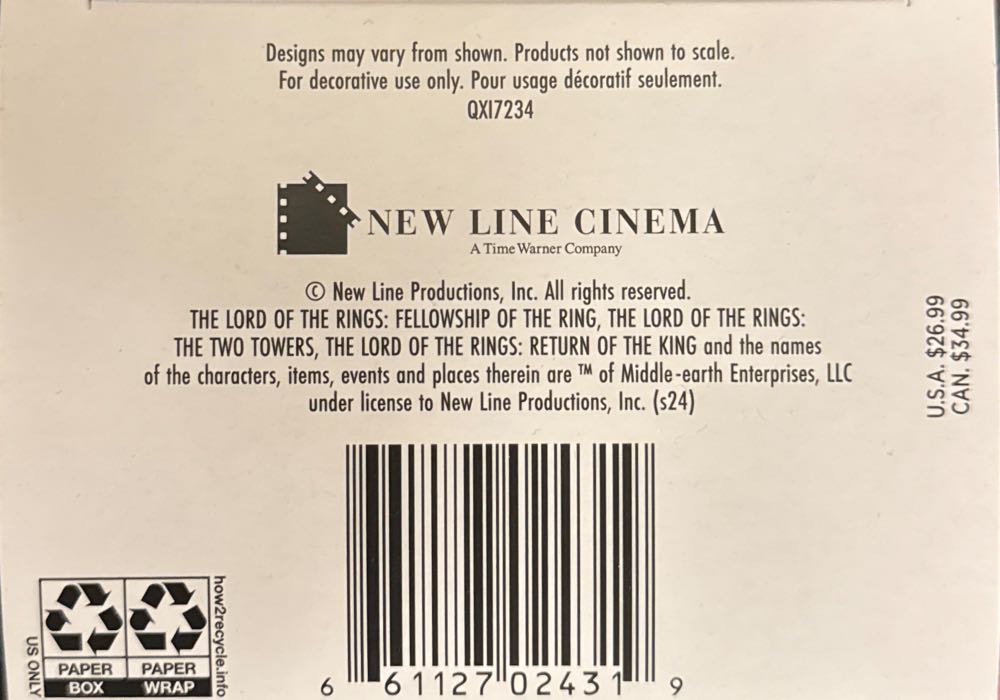 Designs may vary from shown. Products not shown to scale.
For decorative use only. Pour usage décoratif seulement.
QXI7234
NEW LINE CINEMA
A Time Warner Company
© New Line Productions, Inc. All rights reserved.
THE LORD OF THE RINGS: FELLOWSHIP OF THE RING, THE LORD OF THE RINGS:
THE TWO TOWERS, THE LORD OF THE RINGS: RETURN OF THE KING and the names
of the characters, items, events and places therein are ™ of Middle-earth Enterprises, LLC
under license to New Line Productions, Inc. (s24)
U.S.A. $26.99
CAN. $34.99
US ONLY
PAPER
BOX
PAPER
WRAP
how2recycle.info
6 61127 02431 9